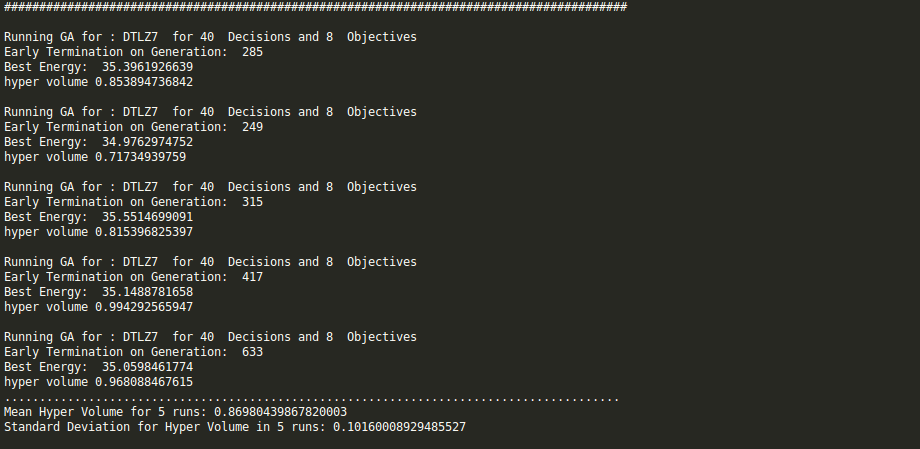 #########################################################################################
Running GA for : DTLZ7  for 40  Decisions and 8  Objectives
Early Termination on Generation:  285
Best Energy:  35.3961926639
hyper volume 0.853894736842
Running GA for : DTLZ7  for 40  Decisions and 8  Objectives
Early Termination on Generation:  249
Best Energy:  34.9762974752
hyper volume 0.71734939759
Running GA for : DTLZ7  for 40  Decisions and 8  Objectives
Early Termination on Generation:  315
Best Energy:  35.5514699091
hyper volume 0.815396825397
Running GA for : DTLZ7  for 40  Decisions and 8  Objectives
Early Termination on Generation:  417
Best Energy:  35.1488781658
hyper volume 0.994292565947
Running GA for : DTLZ7  for 40  Decisions and 8  Objectives
Early Termination on Generation:  633
Best Energy:  35.0598461774
hyper volume 0.968088467615
........................................................................................
Mean Hyper Volume for 5 runs: 0.86980439867820003
Standard Deviation for Hyper Volume in 5 runs: 0.10160008929485527